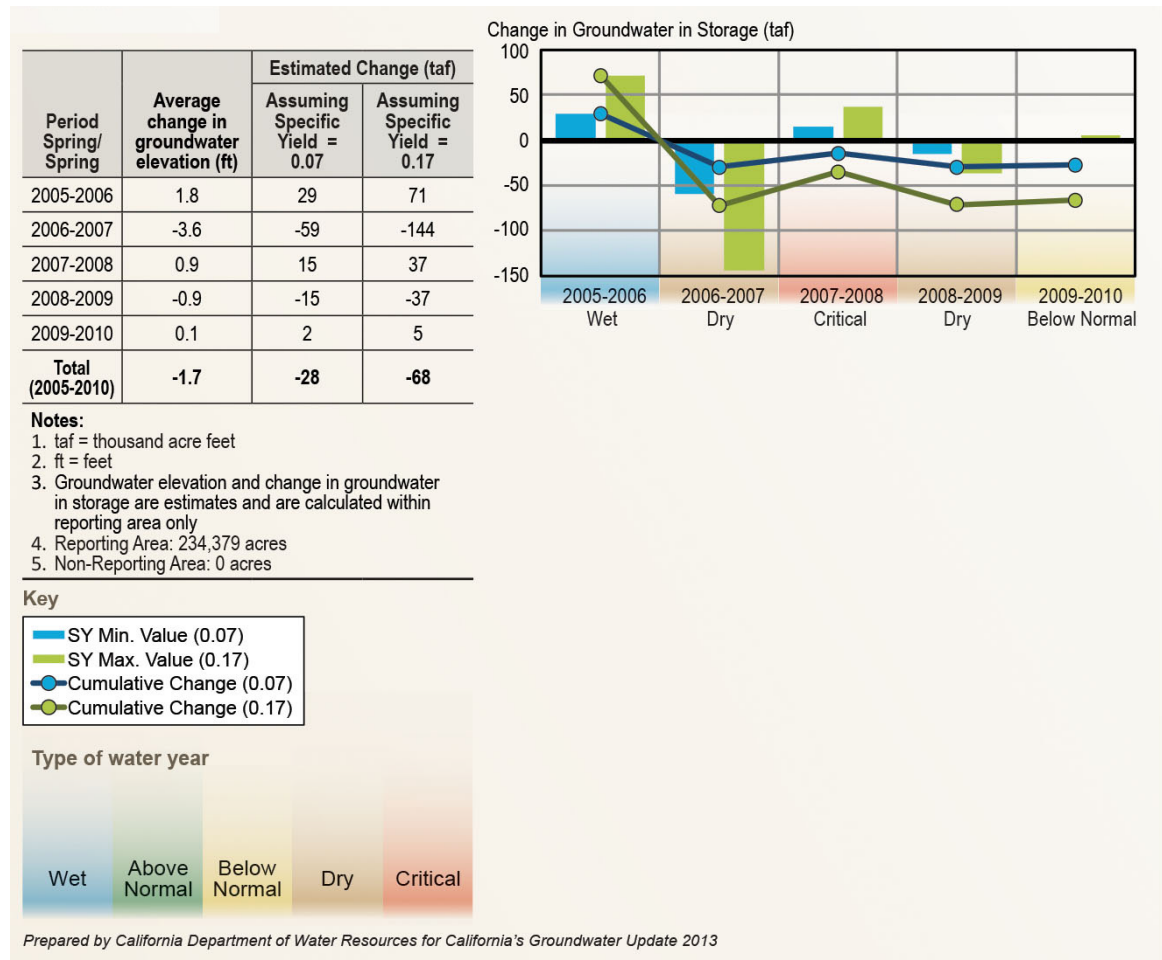 Period Spring/ Spring
Average change in groundwater elevation (ft)
Estimated Change (taf)
Assuming Specific Yield = 0.07
Assuming Specific Yield = 0.17
2005-2006 1.8 29 71
2006-2007 -3.6 -59 -144
2007-2008 0.9 15 37
2008-2009 -0.9 -15 -37
2009-2010 0.1 2 5
Total (2005-2010) -1.7 -28 -68
Notes:
1. taf = thousand acre feet
2. ft = feet
3. Groundwater elevation and change in groundwater
in storage are estimates and are calculated within
reporting area only
4. Reporting Area: 234,379 acres
5. Non-Reporting Area: 0 acres
Change in Groundwater in Storage (taf)
100
50
0
-50
-100
-150
2005-2006 2006-2007 2007-2008 2008-2009 2009-2010
Wet Dry Critical Dry Below Normal
Key
SY Min. Value (0.07)
SY Max. Value (0.17)
Cumulative Change (0.07)
Cumulative Change (0.17)
Type of water year
Wet
Above Normal
Below Normal
Dry
Critical
Prepared by California Department of Water Resources for California's Groundwater Update 2013